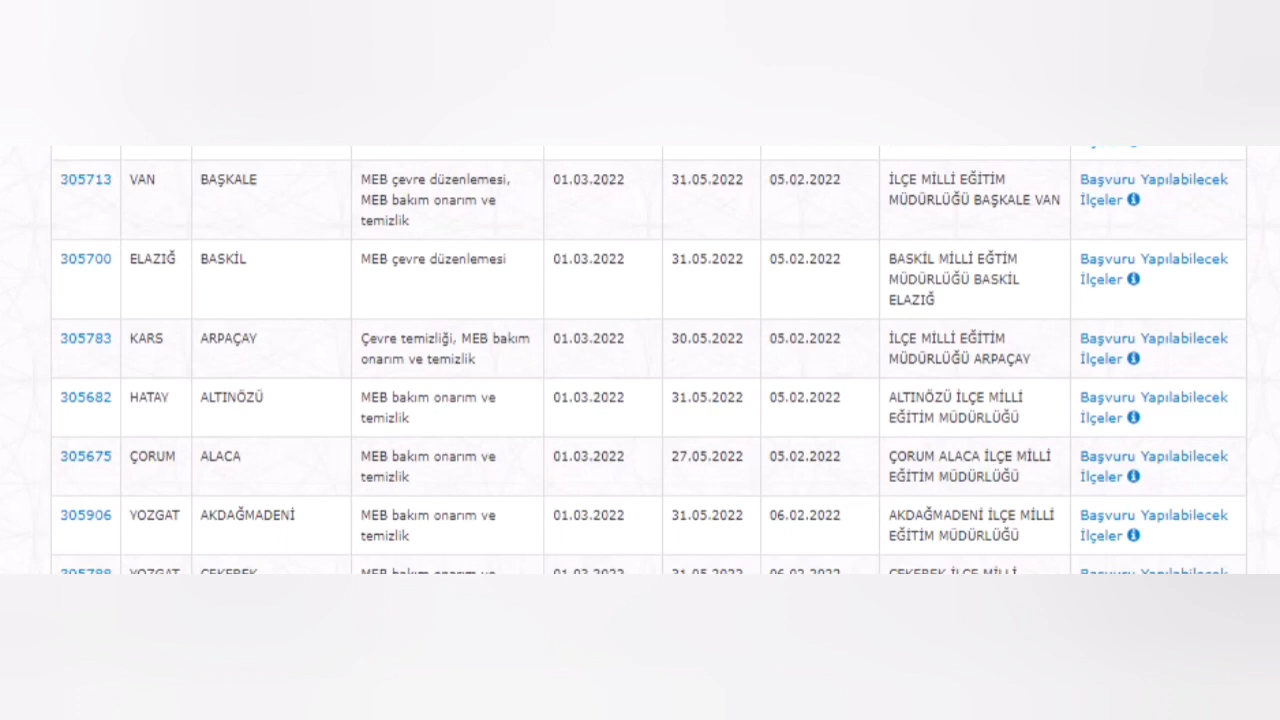 305713 VAN BAŞKALE MEB çevre düzenlemesi, 01.03.2022 31.05.2022 05.02.2022 İLÇE MİLLİ EĞİTİM Başvuru Yapılabilecek
MEB bakım onarım ve MÜDÜRLÜĞÜ BAŞKALE VAN İlçeler
temizlik
305700 ELAZIĞ BASKİL MEB çevre düzenlemesi 01.03.2022 31.05.2022 05.02.2022 BASKİL MİLLİ EĞTİM Başvuru Yapılabilecek
MÜDÜRLÜĞÜ BASKİL İlçeler
ELAZIĞ
305783 KARS ARPAÇAY Çevre temizliği, MEB bakım 01.03.2022 30.05.2022 05.02.2022 İLÇE MİLLİ EĞİTİM Başvuru Yapılabilecek
onarım ve temizlik MÜDÜRLÜĞÜ ARPAÇAY İlçeler
305682 HATAY ALTINÖZÜ MEB bakım onarım ve 01.03.2022 31.05.2022 05.02.2022 ALTINÖZÜ İLÇE MİLLİ Başvuru Yapılabilecek
temizlik EĞİTİM MÜDÜRLÜĞÜ İlçeler
305675 ÇORUM ALACA MEB bakım onarım ve 01.03.2022 27.05.2022 05.02.2022 ÇORUM ALACA İLÇE MİLLİ Başvuru Yapılabilecek
temizlik EĞİTİM MÜDÜRLÜĞÜ İlçeler
305906 YOZGAT AKDAĞMADENİ MEB bakım onarım ve 01.03.2022 31.05.2022 06.02.2022 AKDAĞMADENİ İLÇE MİLLİ Başvuru Yapılabilecek
temizlik EĞİTİM MÜDÜRLÜĞÜ İlçeler